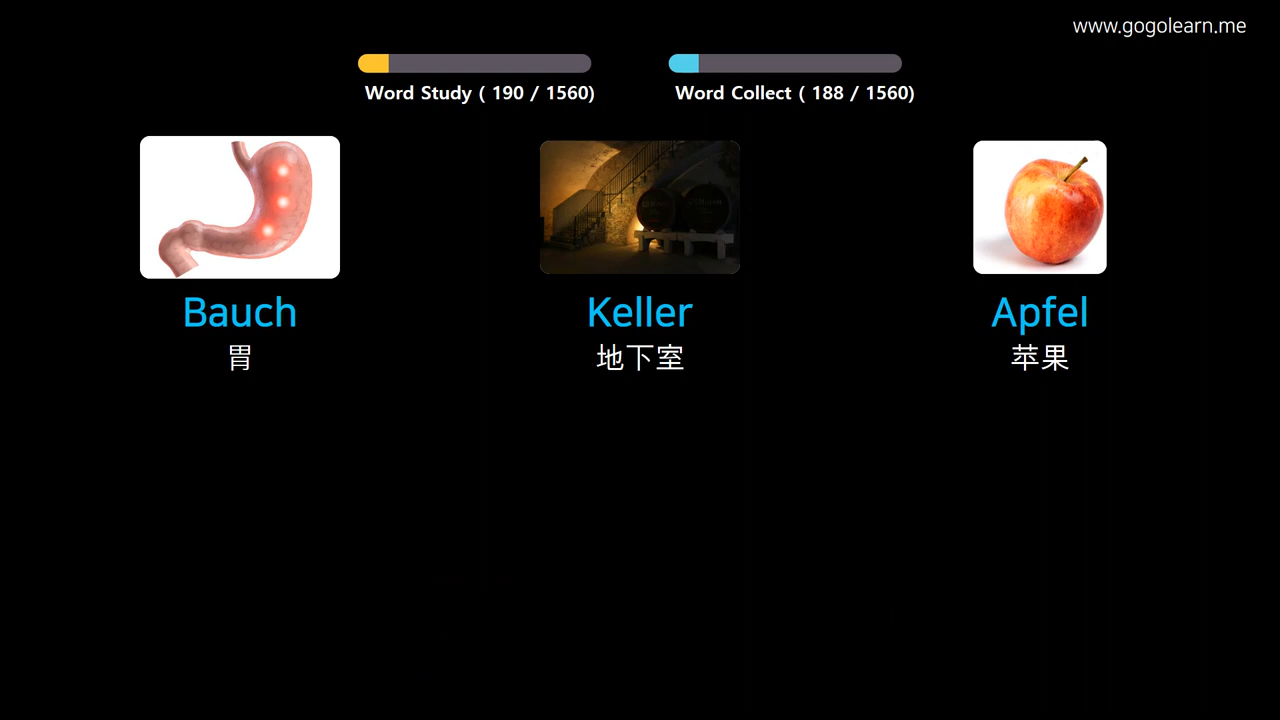 www.gogolearn.me
Word Study ( 190 / 1560)
Word Collect ( 188 / 1560)
Bauch
Keller
Apfel
胃
地下室
苹果